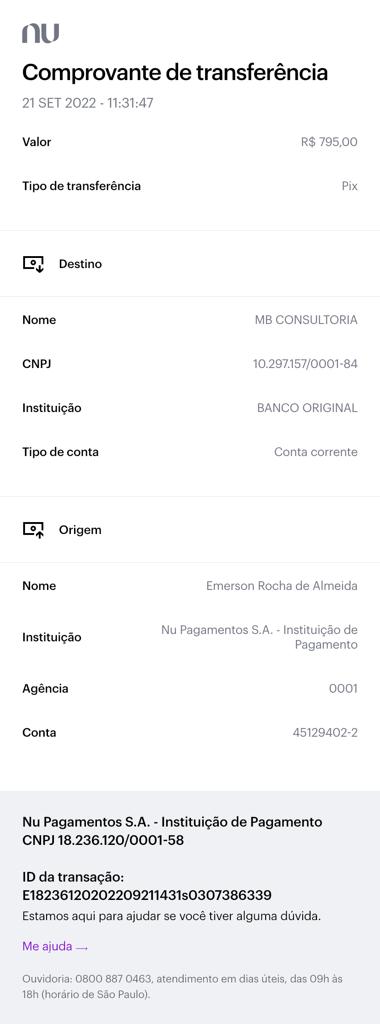 nu
Comprovante de transferência
21 SET 2022 - 11:31:47
Valor R$ 795,00
Tipo de transferência Pix
Destino
Nome MB CONSULTORIA
CNPJ 10.297.157/0001-84
Instituição BANCO ORIGINAL
Tipo de conta Conta corrente
Origem
Nome Emerson Rocha de Almeida
Instituição Nu Pagamentos S.A. - Instituição de
Pagamento
Agência 0001
Conta 45129402-2
Nu Pagamentos S.A. - Instituição de Pagamento
CNPJ 18.236.120/0001-58
ID da transação:
E18236120202209211431s0307386339
Estamos aqui para ajudar se você tiver alguma dúvida.
Me ajuda →
Ouvidoria: 0800 887 0463, atendimento em dias úteis, das 09h às
18h (horário de São Paulo).